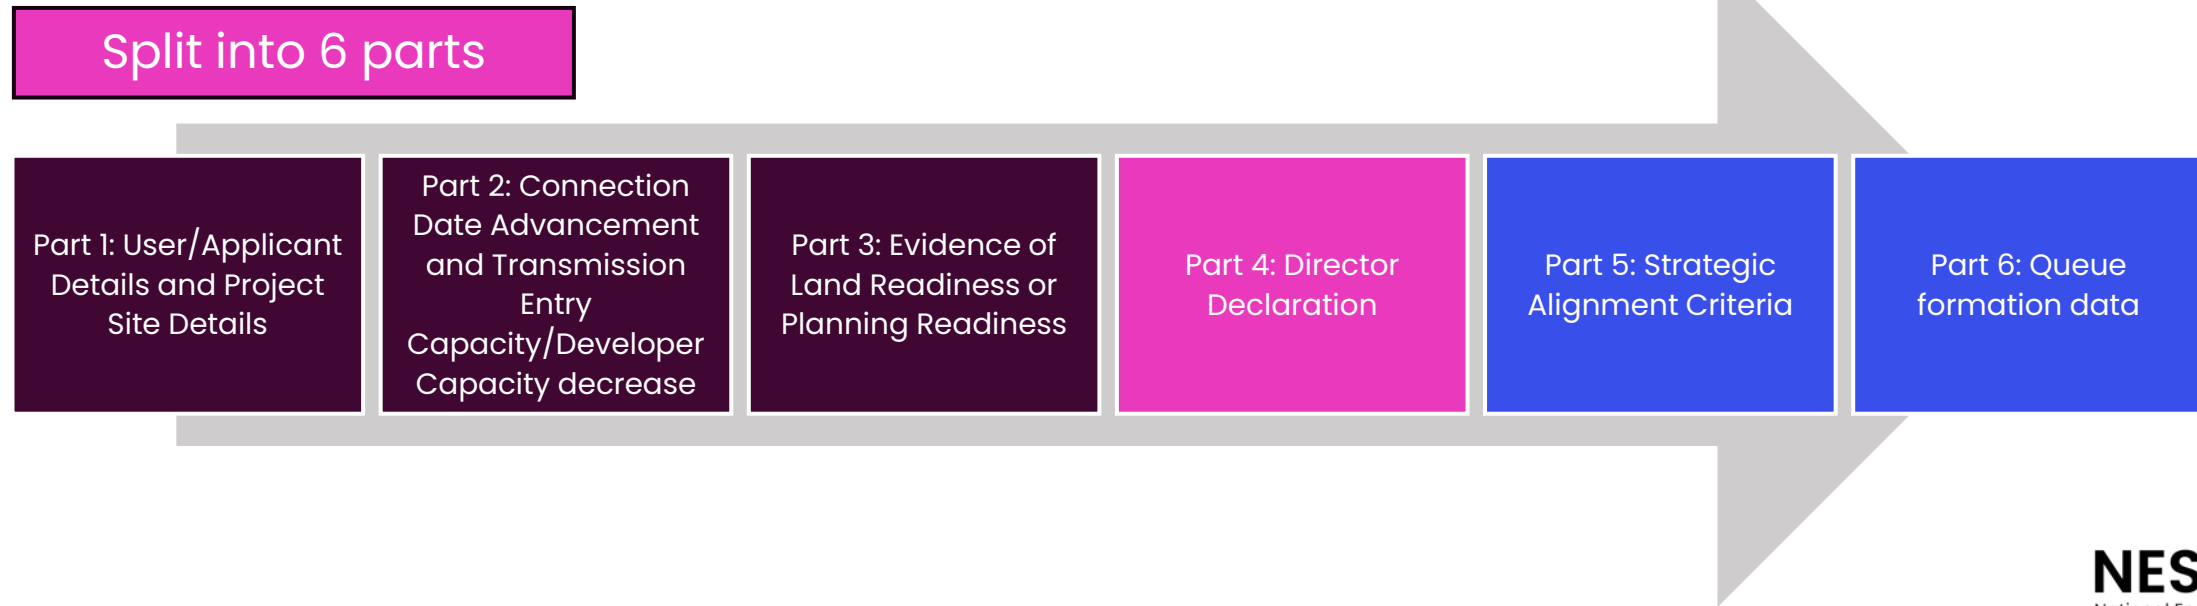 Split into 6 parts
Part 1: User/Applicant
Details and Project
Site Details
Part 2: Connection
Date Advancement
and Transmission
Entry
Capacity/Developer
Capacity decrease
Part 3: Evidence of
Land Readiness or
Planning Readiness
Part 4: Director
Declaration
Part 5: Strategic
Alignment Criteria
Part 6: Queue
formation data
NES